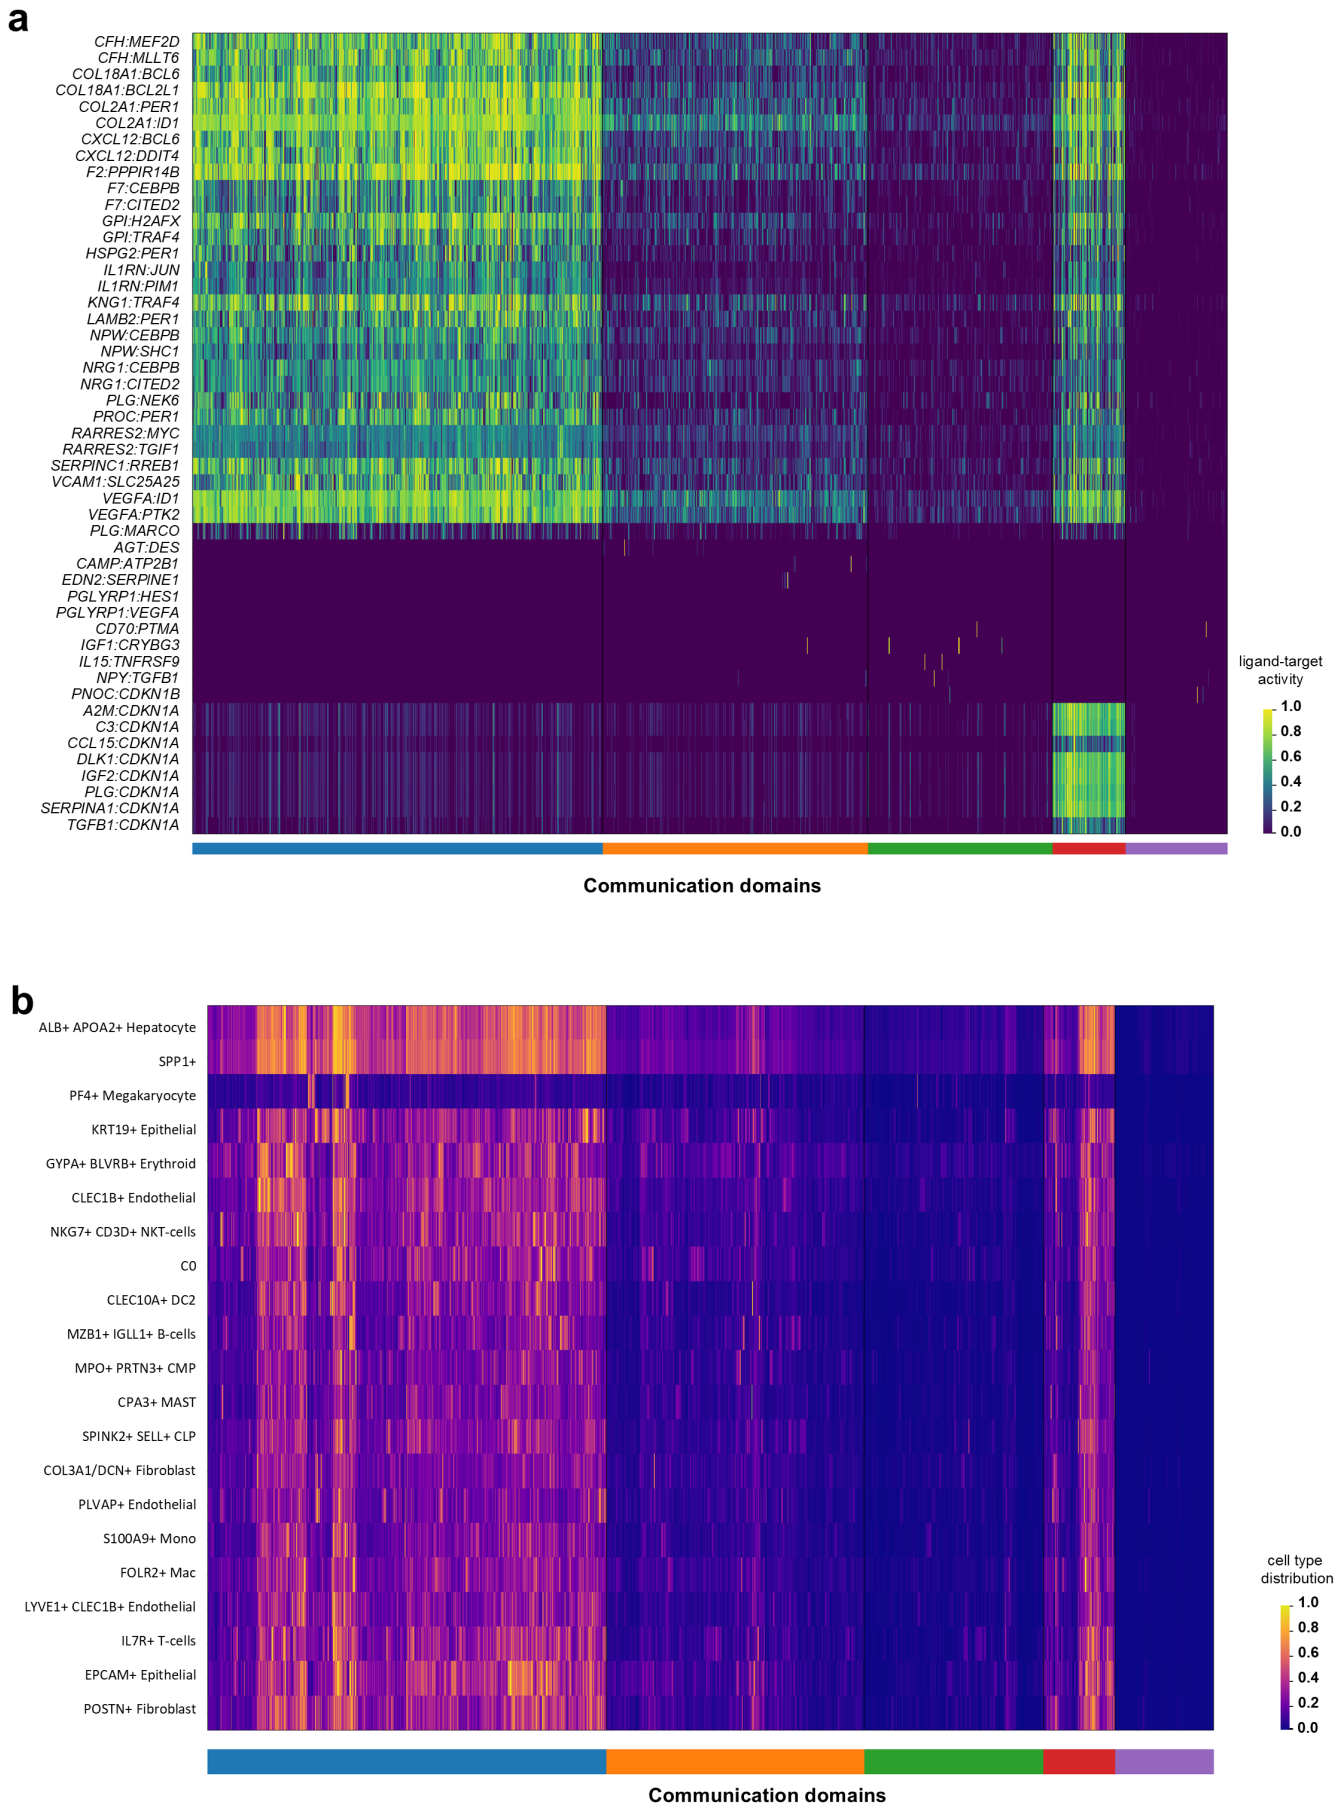 a
CFH:MEF2D
CFH:MLLT6
COL18A1:BCL6
COL18A1:BCL2L1
COL2A1:PER1
COL2A1:ID1
CXCL12:BCL6
CXCL12:DDIT4
F2:PPPIR14B
F7:CEBPB
F7:CITED2
GPI:H2AFX
GPI:TRAF4
HSPG2:PER1
IL1RN:JUN
IL1RN:PIM1
KNG1:TRAF4
LAMB2:PER1
NPW:CEBPB
NPW:SHC1
NRG1:CEBPB
NRG1:CITED2
PLG:NEK6
PROC:PER1
RARRES2:MYC
RARRES2:TGIF1
SERPINC1:RREB1
VCAM1:SLC25A25
VEGFA:ID1
VEGFA:PTK2
PLG:MARCO
AGT:DES
CAMP:ATP2B1
EDN2:SERPINE1
PGLYRP1:HES1
PGLYRP1:VEGFA
CD70:PTMA
IGF1:CRYBG3
IL15:TNFRSF9
NPY:TGFB1
PNOC:CDKN1B
A2M:CDKN1A
C3:CDKN1A
CCL15:CDKN1A
DLK1:CDKN1A
IGF2:CDKN1A
PLG:CDKN1A
SERPINA1:CDKN1A
TGFB1:CDKN1A
ligand-target
activity
1.0
0.8
0.6
0.4
0.2
0.0
Communication domains
b
ALB+ APOA2+ Hepatocyte
SPP1+
PF4+ Megakaryocyte
KRT19+ Epithelial
GYPA+ BLVRB+ Erythroid
CLEC1B+ Endothelial
NKG7+ CD3D+ NKT-cells
C0
CLEC10A+ DC2
MZB1+ IGLL1+ B-cells
MPO+ PRTN3+ CMP
CPA3+ MAST
SPINK2+ SELL+ CLP
COL3A1/DCN+ Fibroblast
PLVAP+ Endothelial
S100A9+ Mono
FOLR2+ Mac
LYVE1+ CLEC1B+ Endothelial
IL7R+ T-cells
EPCAM+ Epithelial
POSTN+ Fibroblast
cell type
distribution
1.0
0.8
0.6
0.4
0.2
0.0
Communication domains